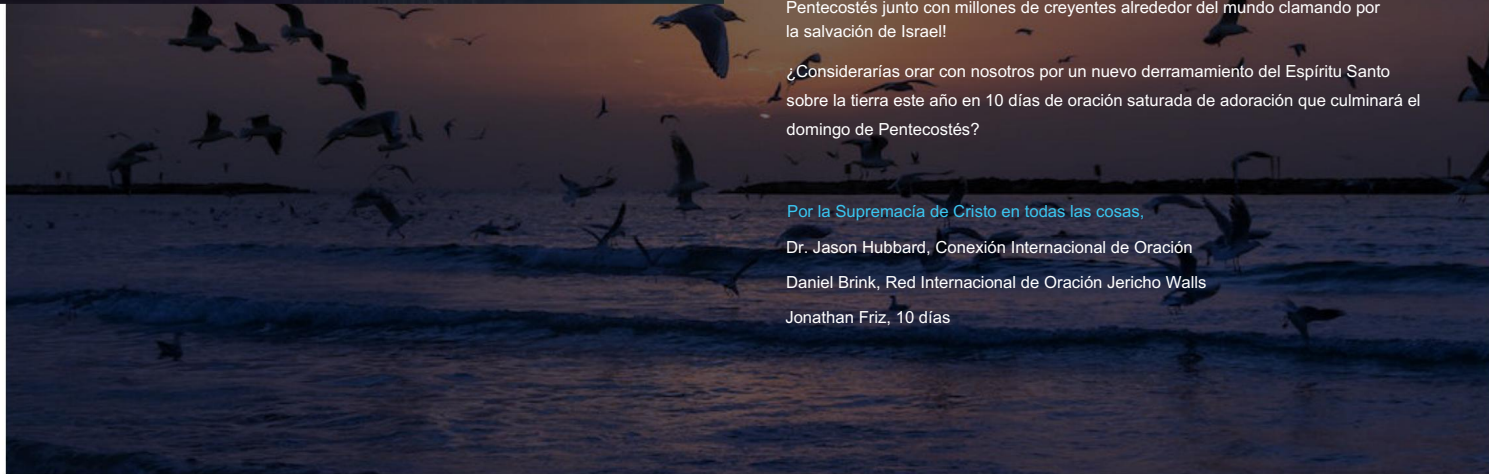 Pentecostés junto con millones de creyentes alrededor del mundo clamando por
la salvación de Israel!
¿Considerarías orar con nosotros por un nuevo derramamiento del Espíritu Santo
sobre la tierra este año en 10 días de oración saturada de adoración que culminará el
domingo de Pentecostés?
Por la Supremacía de Cristo en todas las cosas,
Dr. Jason Hubbard, Conexión Internacional de Oración
Daniel Brink, Red Internacional de Oración Jericho Walls
Jonathan Friz, 10 días